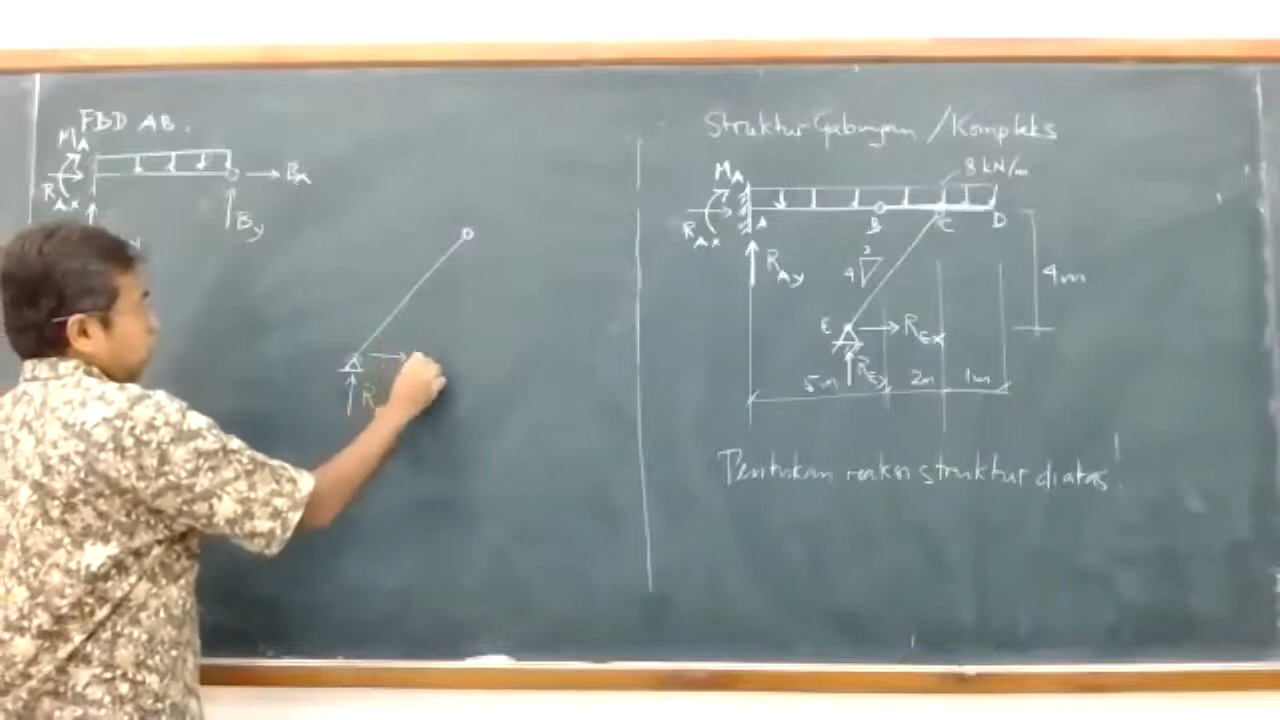 FBD AB.
MA
RAx
Bx
By
y
R
Struktur Gabungan / Kompleks
8 kN/m
MA
RAx
A
B
C
D
RAy
4
4m
E
REx
REy
5m
2m
1m
Tentukan reaksi struktur diatas!